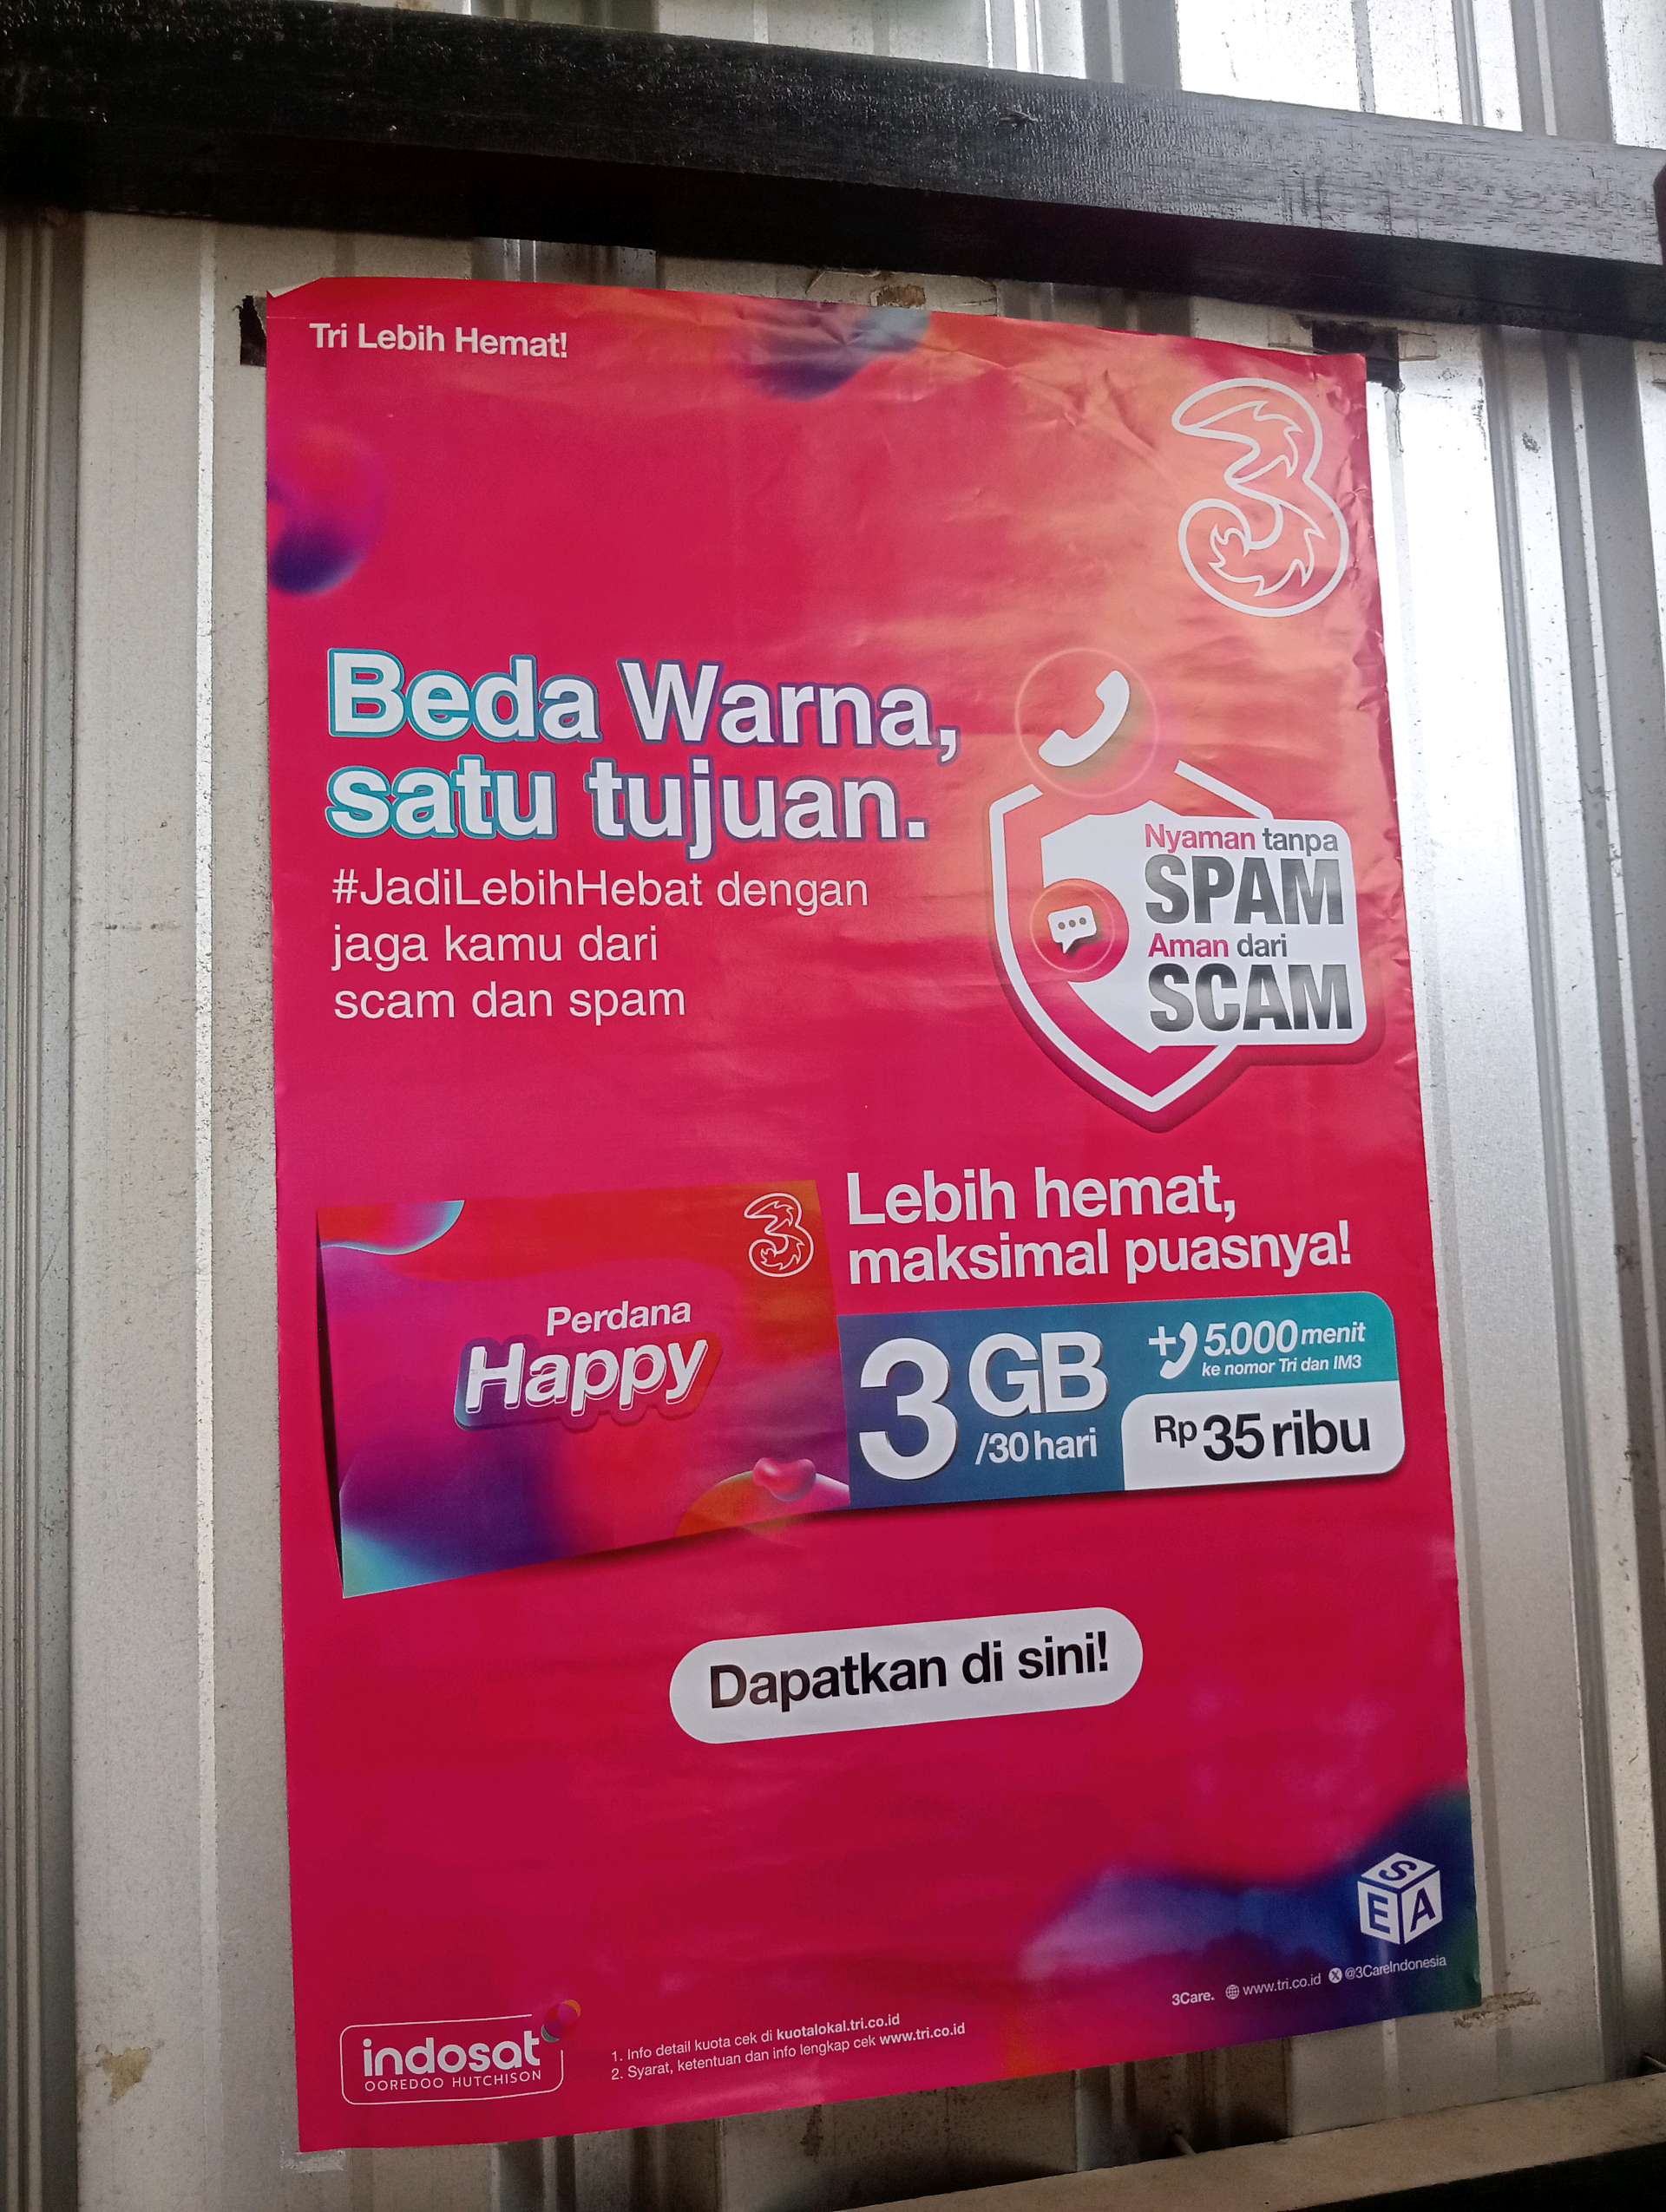 Tri Lebih Hemat!
3
Beda Warna,
satu tujuan.
#JadiLebihHebat dengan
jaga kamu dari
scam dan spam
Nyaman tanpa
SPAM
Aman dari
SCAM
Lebih hemat,
maksimal puasnya!
3
Perdana
Happy
3 GB
/30 hari
+ 5.000 menit
ke nomor Tri dan IM3
Rp 35 ribu
Dapatkan di sini!
S
E A
3Care. www.tri.co.id X @3CareIndonesia
indosat
OOREDOO HUTCHISON
1. Info detail kuota cek di kuotalokal.tri.co.id
2. Syarat, ketentuan dan info lengkap cek www.tri.co.id